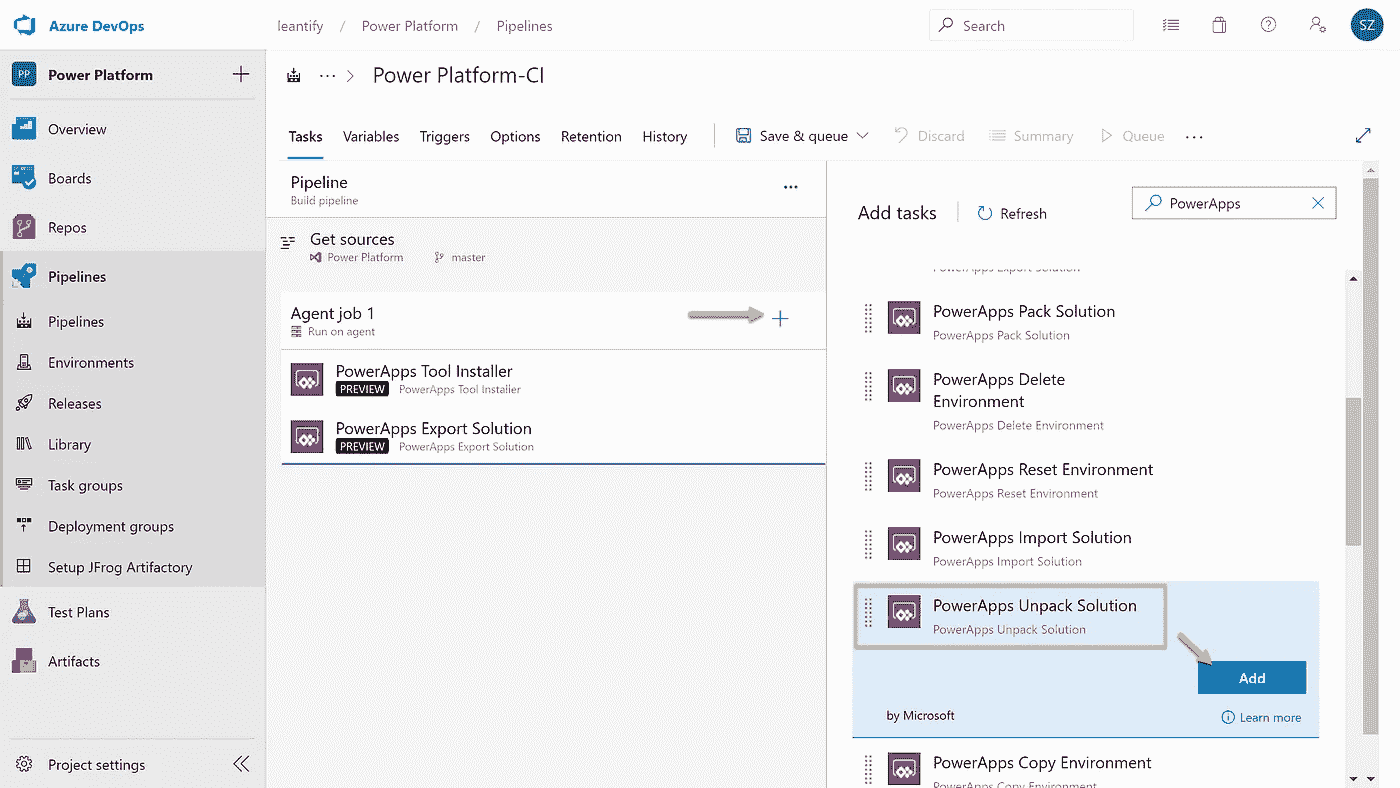 Azure DevOps
leantify / Power Platform / Pipelines
Search
SZ
PP Power Platform
Overview
Boards
Repos
Pipelines
Pipelines
Environments
Releases
Library
Task groups
Deployment groups
Setup JFrog Artifactory
Test Plans
Artifacts
Project settings
... > Power Platform-CI
Tasks Variables Triggers Options Retention History Save & queue Discard Summary Queue ...
Pipeline
Build pipeline
Get sources
Power Platform master
Agent job 1
Run on agent
PowerApps Tool Installer
PREVIEW PowerApps Tool Installer
PowerApps Export Solution
PREVIEW PowerApps Export Solution
Add tasks Refresh PowerApps
PowerApps Export Solution
PowerApps Pack Solution
PowerApps Pack Solution
PowerApps Delete
Environment
PowerApps Delete Environment
PowerApps Reset Environment
PowerApps Reset Environment
PowerApps Import Solution
PowerApps Import Solution
PowerApps Unpack Solution
PowerApps Unpack Solution
Add
by Microsoft Learn more
PowerApps Copy Environment
PowerApps Copy Environment